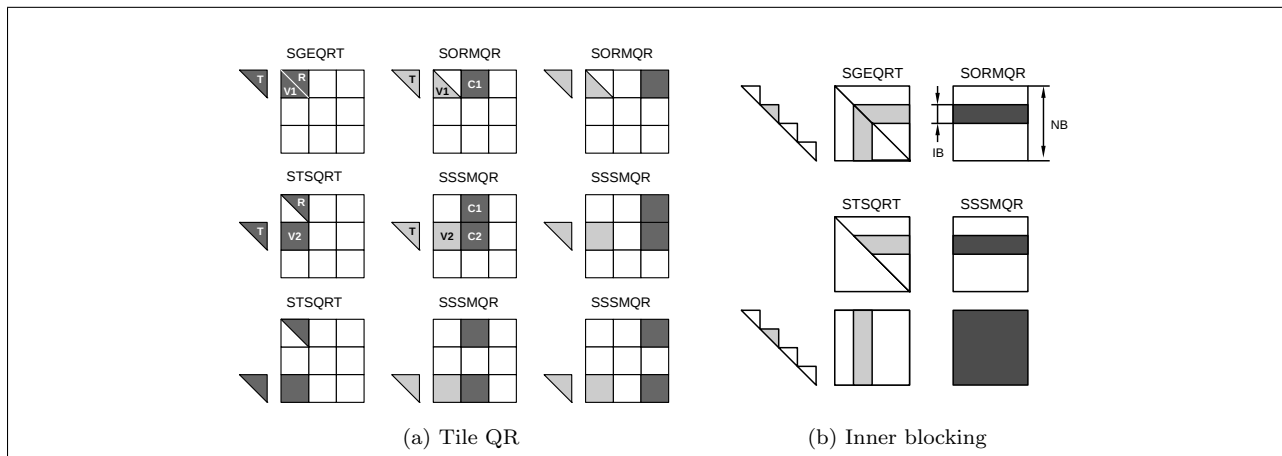 SGEQRT SORMQR SORMQR
T R V1 T V1 C1
STSQRT SSSMQR SSSMQR
R C1
T V2 T V2 C2
STSQRT SSSMQR SSSMQR
(a) Tile QR
SGEQRT SORMQR
NB
IB
STSQRT SSSMQR
(b) Inner blocking